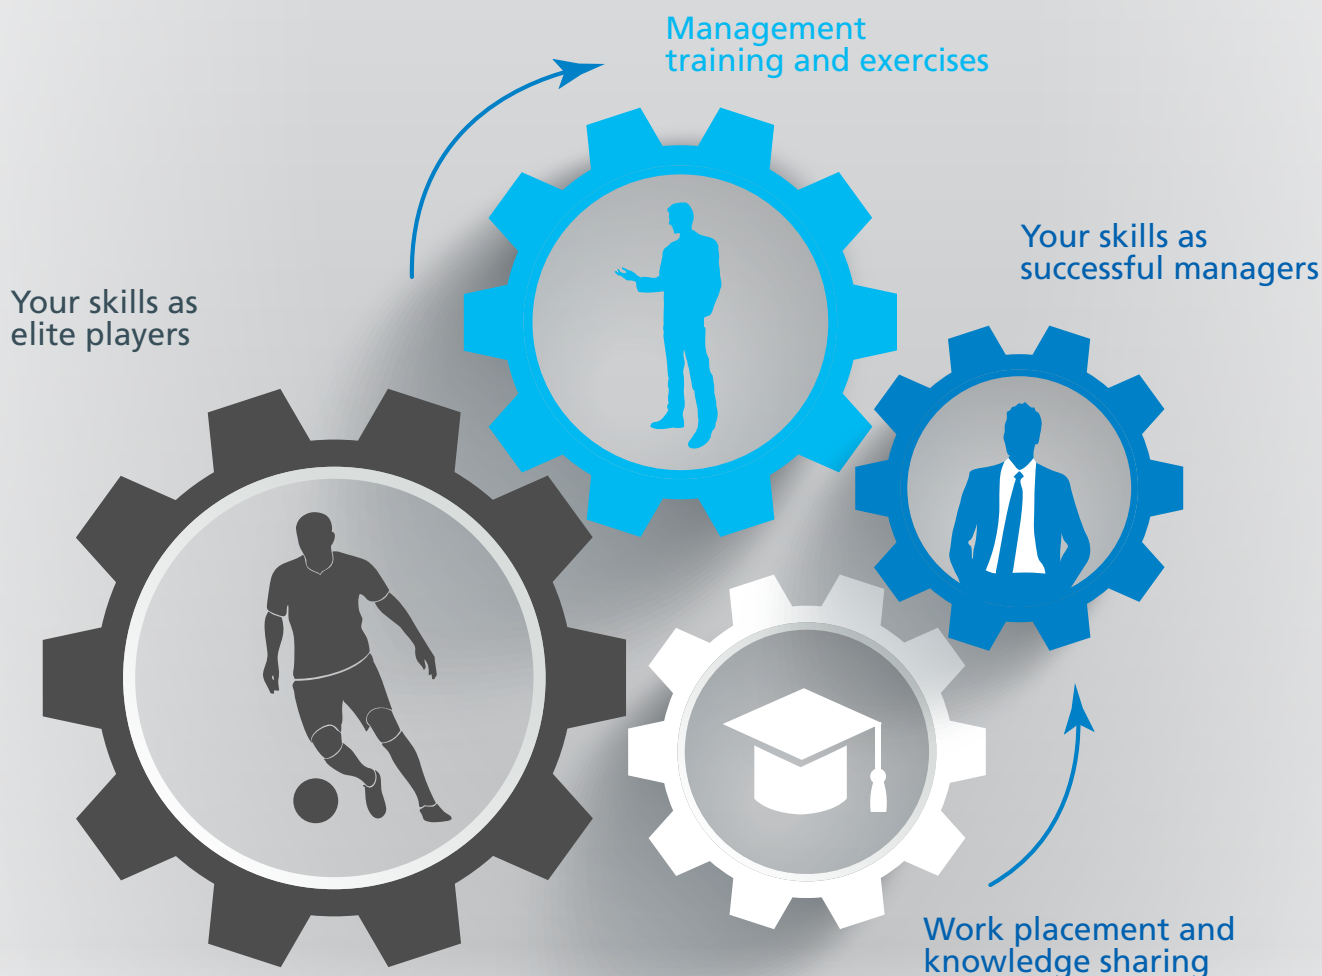 Management
training and exercises
Your skills as
successful managers
Your skills as
elite players
Work placement and
knowledge sharing